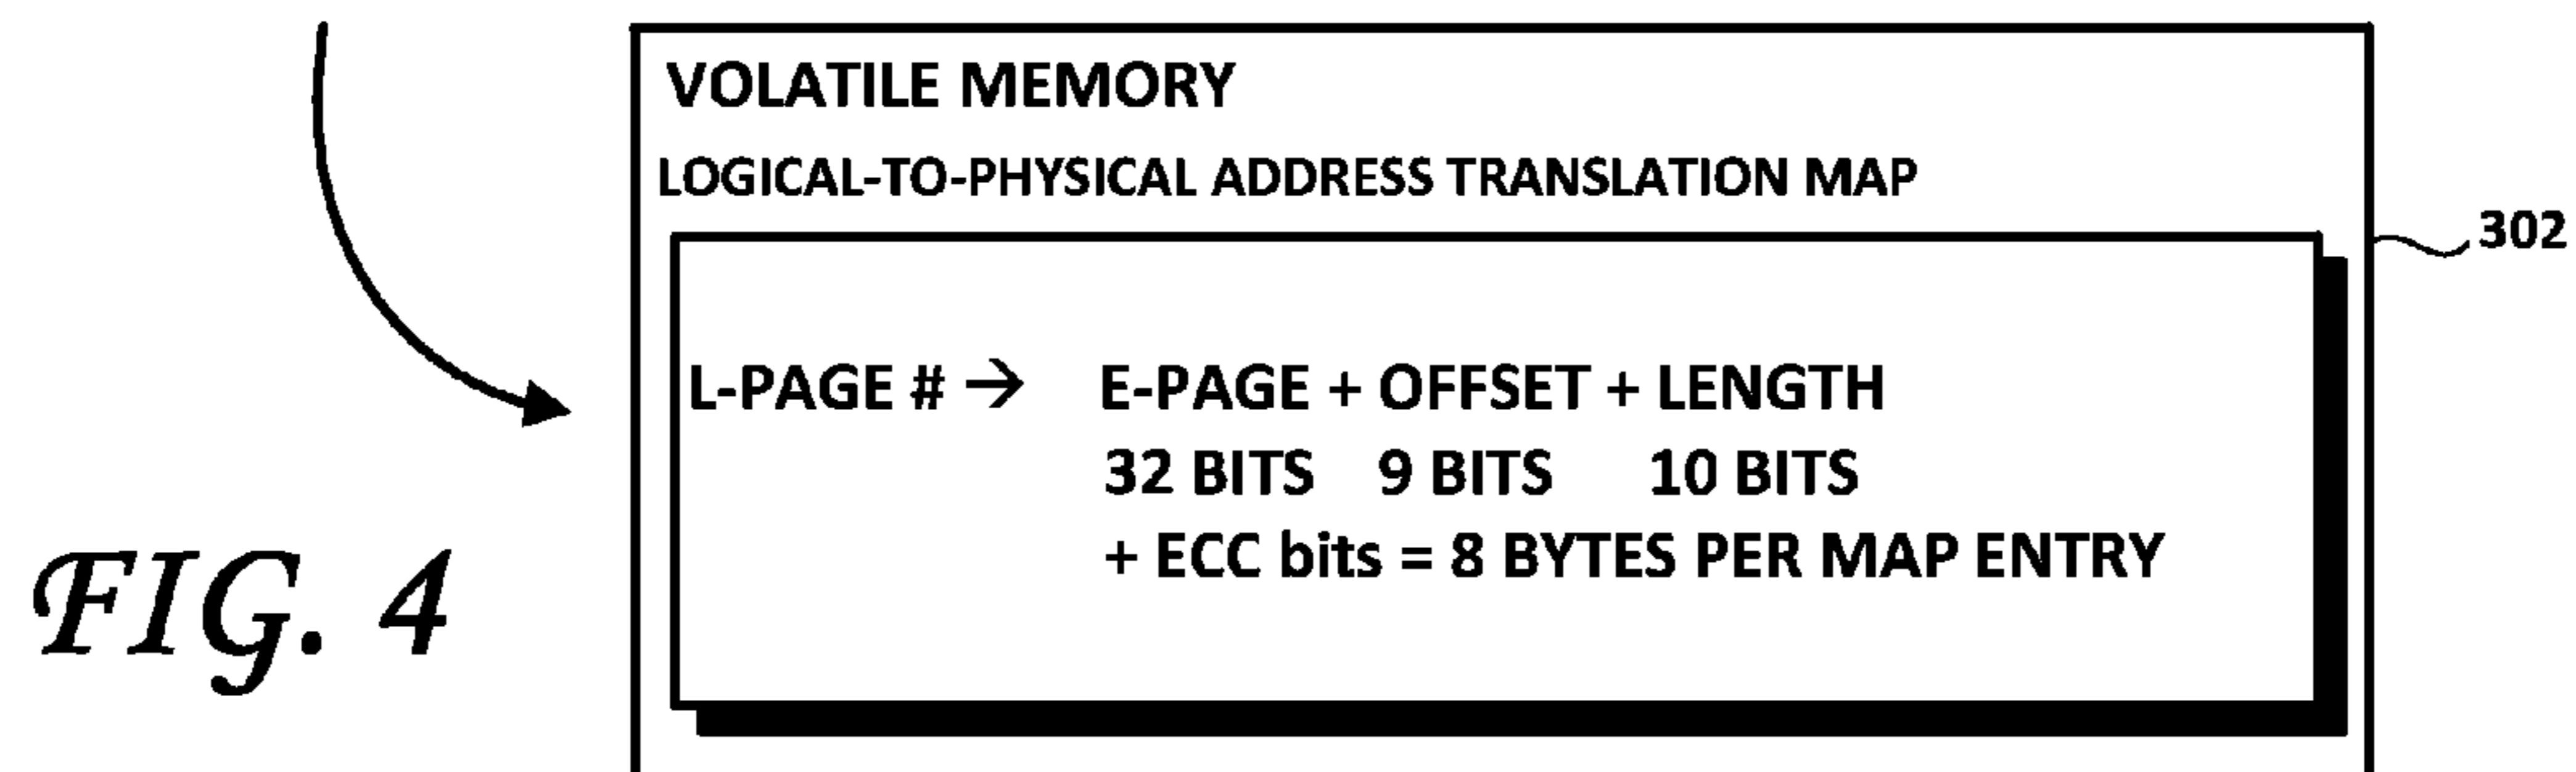 VOLATILE MEMORY
LOGICAL-TO-PHYSICAL ADDRESS TRANSLATION MAP
302
L-PAGE # → E-PAGE + OFFSET + LENGTH
32 BITS 9 BITS 10 BITS
+ ECC bits = 8 BYTES PER MAP ENTRY
FIG. 4